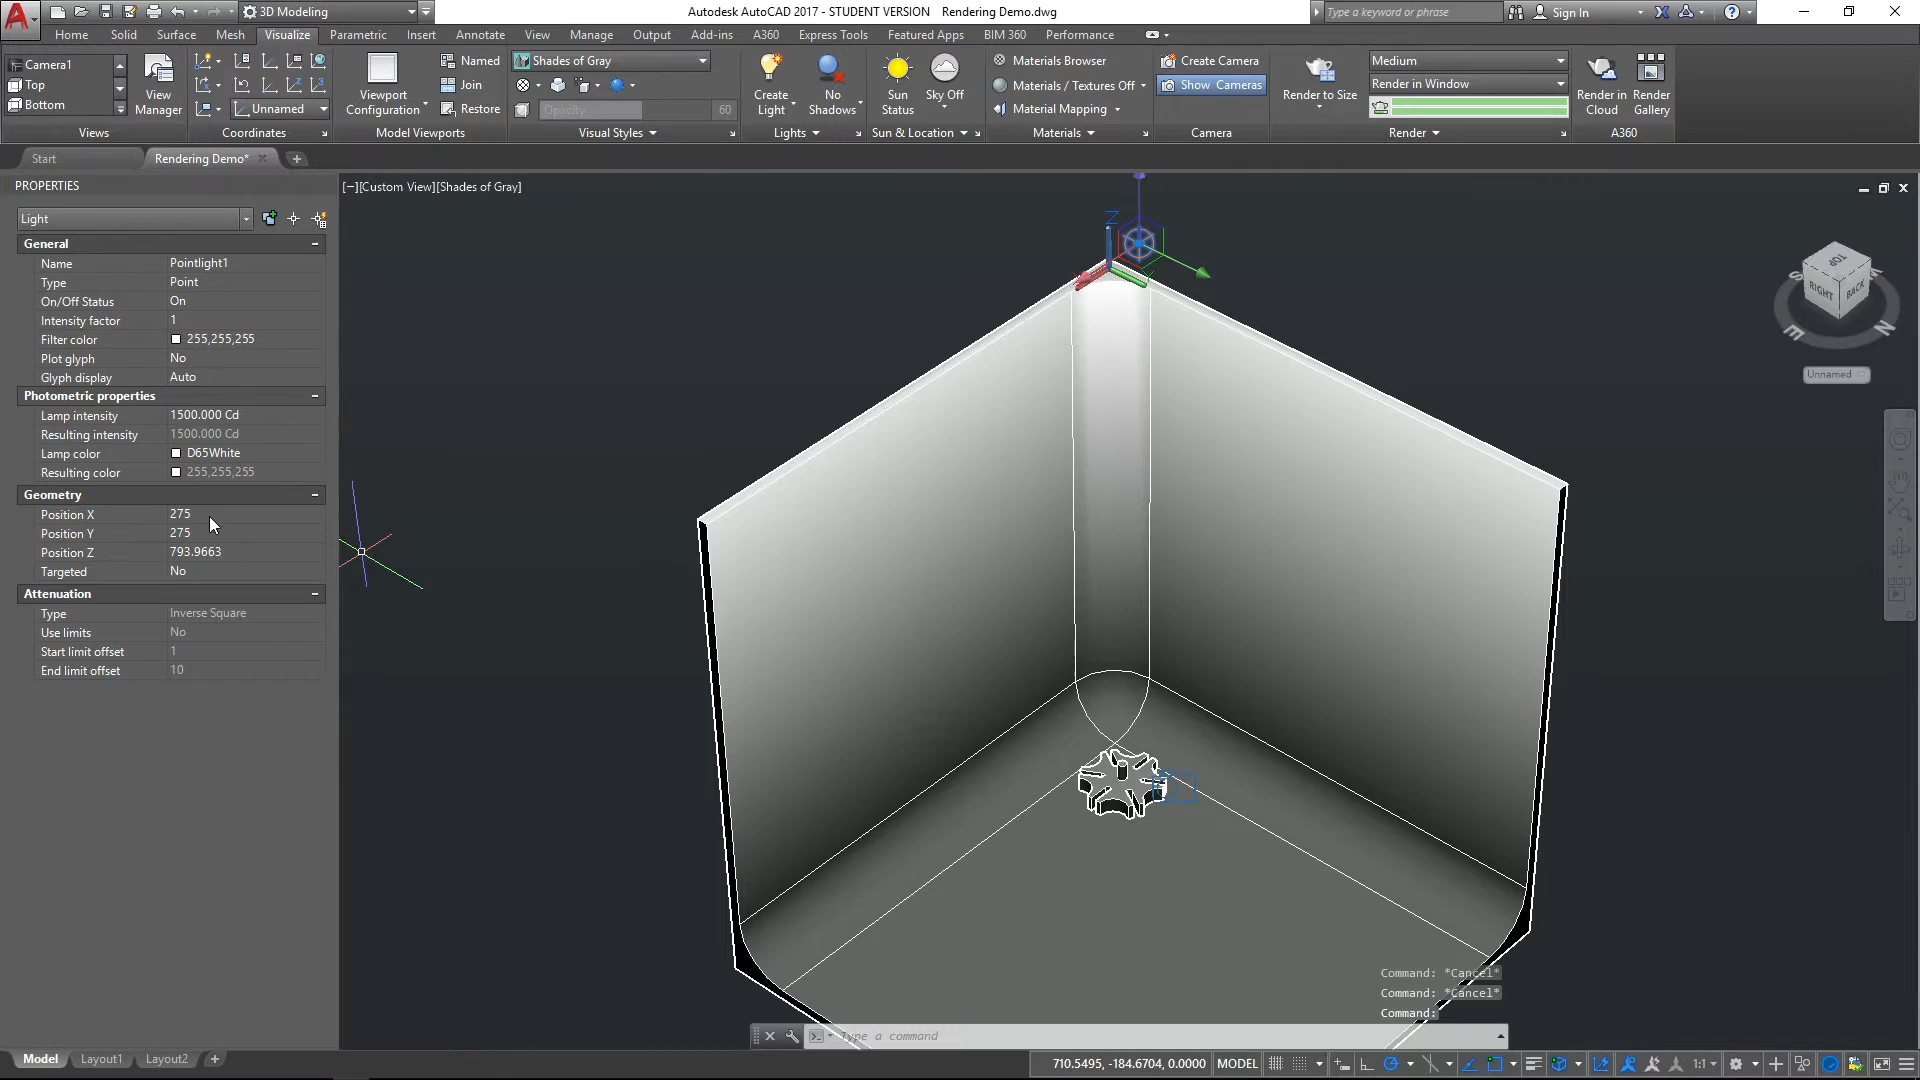 3D Modeling
Autodesk AutoCAD 2017 - STUDENT VERSION Rendering Demo.dwg
Type a keyword or phrase
Sign In
Home Solid Surface Mesh Visualize Parametric Insert Annotate View Manage Output Add-ins A360 Express Tools Featured Apps BIM 360 Performance
Camera1
Top
Bottom
View
Manager
Views
Unnamed
Coordinates
Viewport
Configuration
Named
Join
Restore
Model Viewports
Shades of Gray
Opacity 60
Visual Styles
Create
Light
No
Shadows
Lights
Sun
Status
Sky Off
Sun & Location
Materials Browser
Materials / Textures Off
Material Mapping
Materials
Create Camera
Show Cameras
Camera
Render to Size
Medium
Render in Window
Render
Render in
Cloud
Render
Gallery
A360
Start
Rendering Demo*
PROPERTIES
Light
General
Name Pointlight1
Type Point
On/Off Status On
Intensity factor 1
Filter color 255,255,255
Plot glyph No
Glyph display Auto
Photometric properties
Lamp intensity 1500.000 Cd
Resulting intensity 1500.000 Cd
Lamp color D65White
Resulting color 255,255,255
Geometry
Position X 275
Position Y 275
Position Z 793.9663
Targeted No
Attenuation
Type Inverse Square
Use limits No
Start limit offset 1
End limit offset 10
[−][Custom View][Shades of Gray]
Z
TOP
RIGHT
BACK
S
E
N
Unnamed
Command: *Cancel*
Command: *Cancel*
Command:
Type a command
Model Layout1 Layout2
710.5495, -184.6704, 0.0000 MODEL
1:1